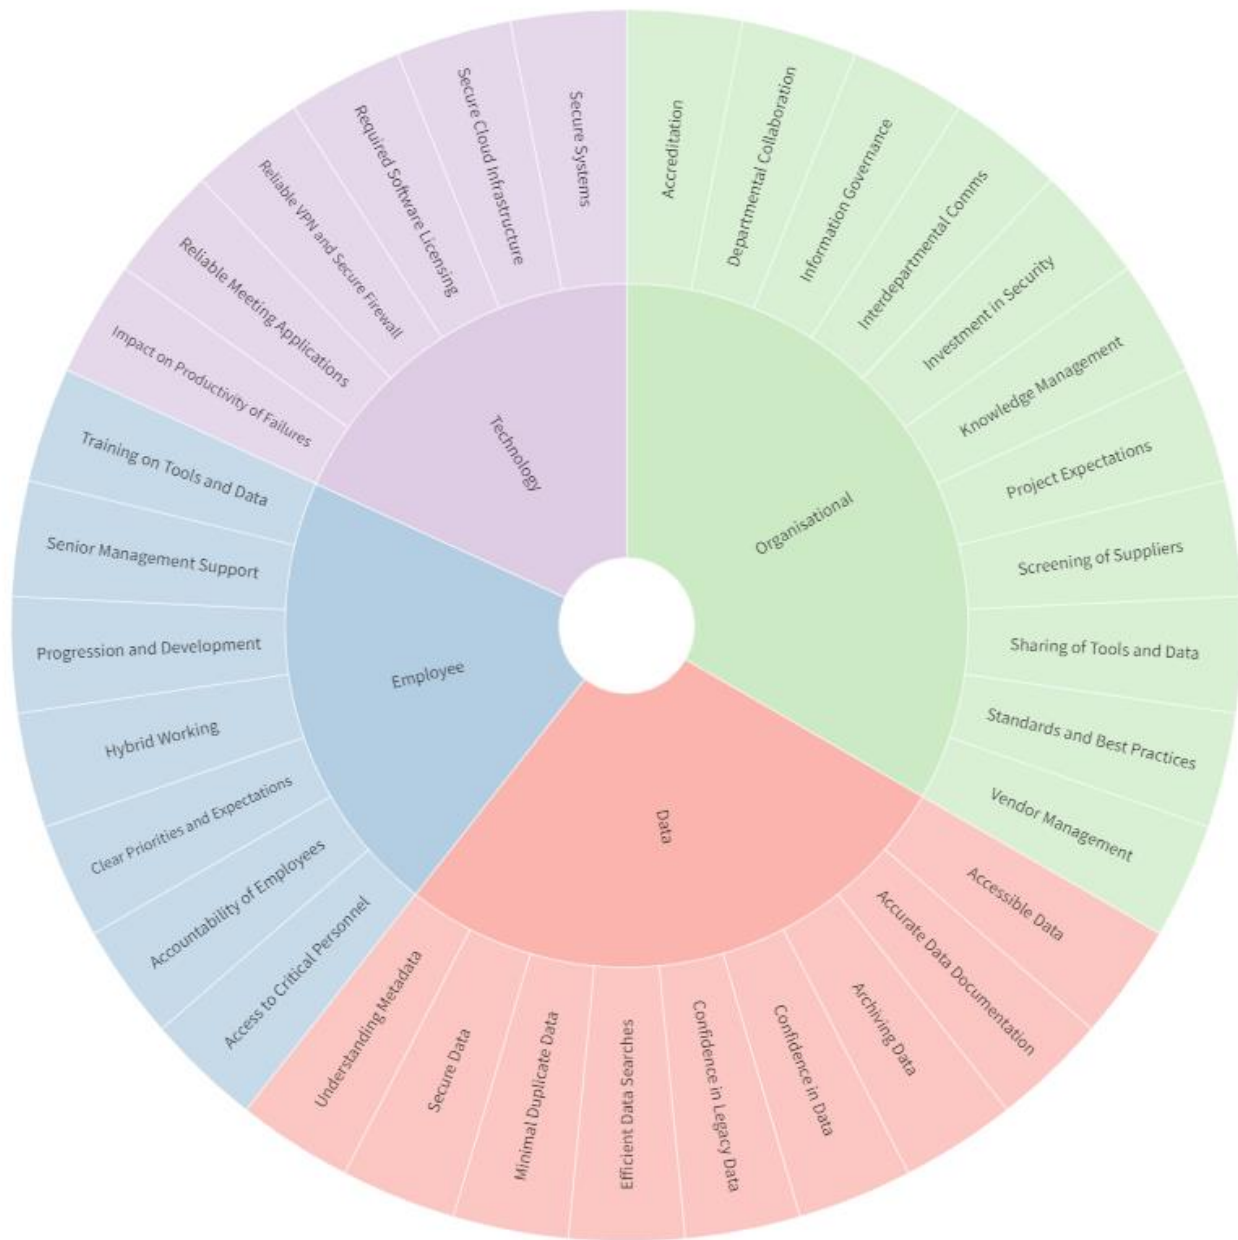 Organisational
Accreditation
Departmental Collaboration
Information Governance
Interdepartmental Comms
Investment in Security
Knowledge Management
Project Expectations
Screening of Suppliers
Sharing of Tools and Data
Standards and Best Practices
Vendor Management
Data
Accessible Data
Accurate Data Documentation
Archiving Data
Confidence in Data
Confidence in Legacy Data
Efficient Data Searches
Minimal Duplicate Data
Secure Data
Understanding Metadata
Employee
Access to Critical Personnel
Accountability of Employees
Clear Priorities and Expectations
Hybrid Working
Progression and Development
Senior Management Support
Training on Tools and Data
Technology
Impact on Productivity of Failures
Reliable Meeting Applications
Reliable VPN and Secure Firewall
Required Software Licensing
Secure Cloud Infrastructure
Secure Systems